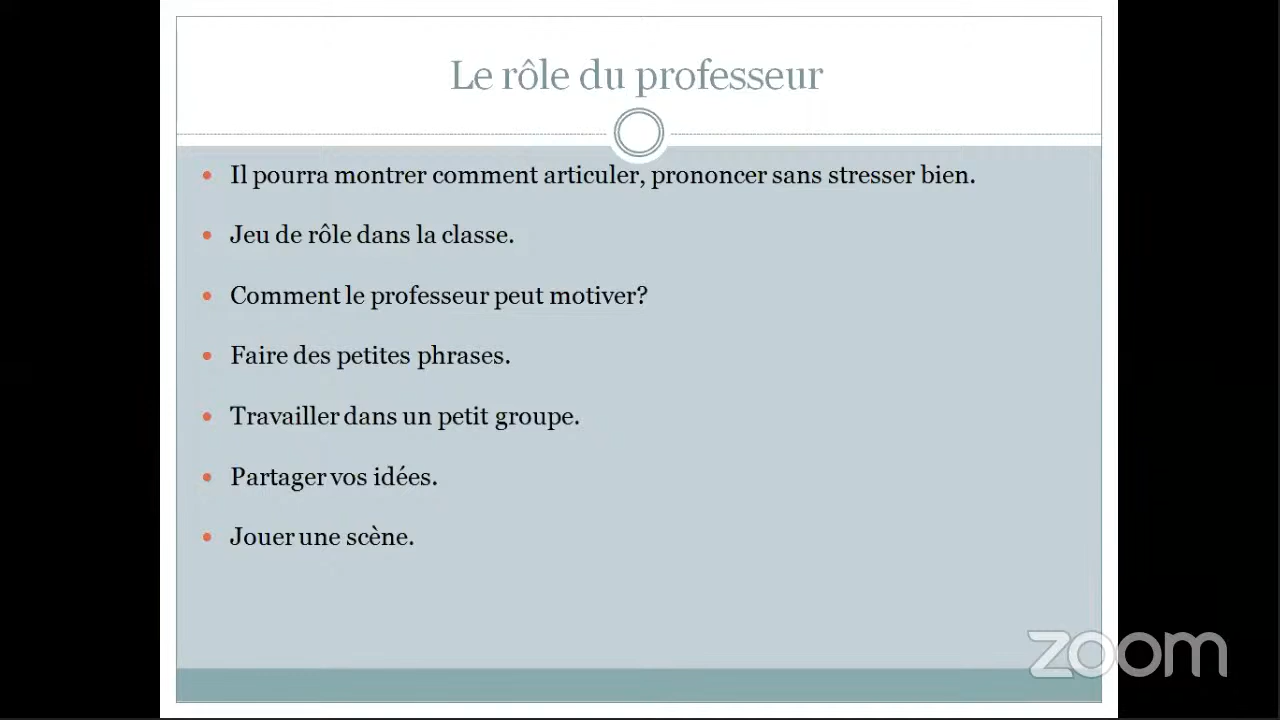 Le rôle du professeur
Il pourra montrer comment articuler, prononcer sans stresser bien.
Jeu de rôle dans la classe.
Comment le professeur peut motiver?
Faire des petites phrases.
Travailler dans un petit groupe.
Partager vos idées.
Jouer une scène.
zoom